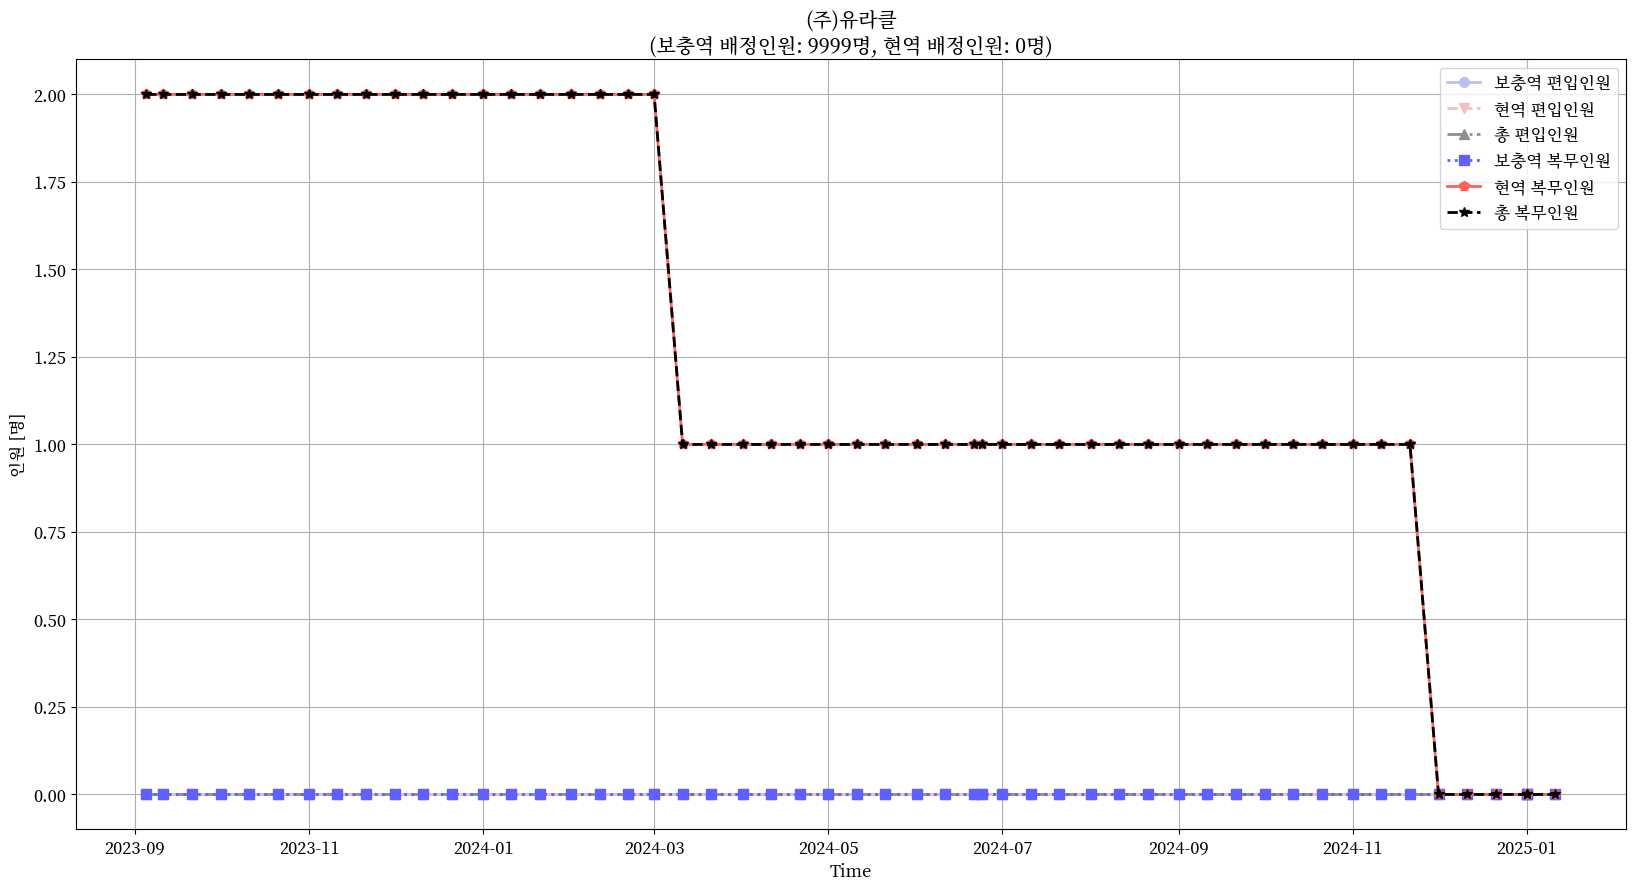 (주)유라클
(보충역 배정인원: 9999명, 현역 배정인원: 0명)
보충역 편입인원
현역 편입인원
총 편입인원
보충역 복무인원
현역 복무인원
총 복무인원
2.00
1.75
1.50
1.25
1.00
0.75
0.50
0.25
0.00
인원 [명]
2023-09 2023-11 2024-01 2024-03 2024-05 2024-07 2024-09 2024-11 2025-01
Time